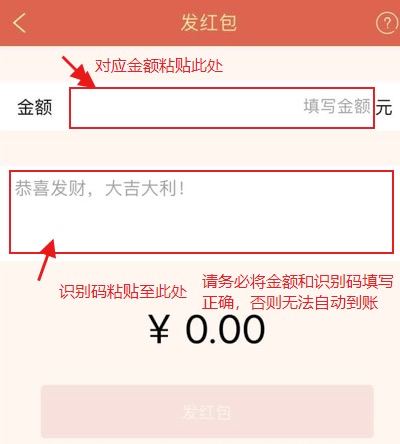 发红包
?
对应金额粘贴此处
金额 填写金额 元
恭喜发财，大吉大利！
识别码粘贴至此处
请务必将金额和识别码填写
正确，否则无法自动到账
¥ 0.00
发红包